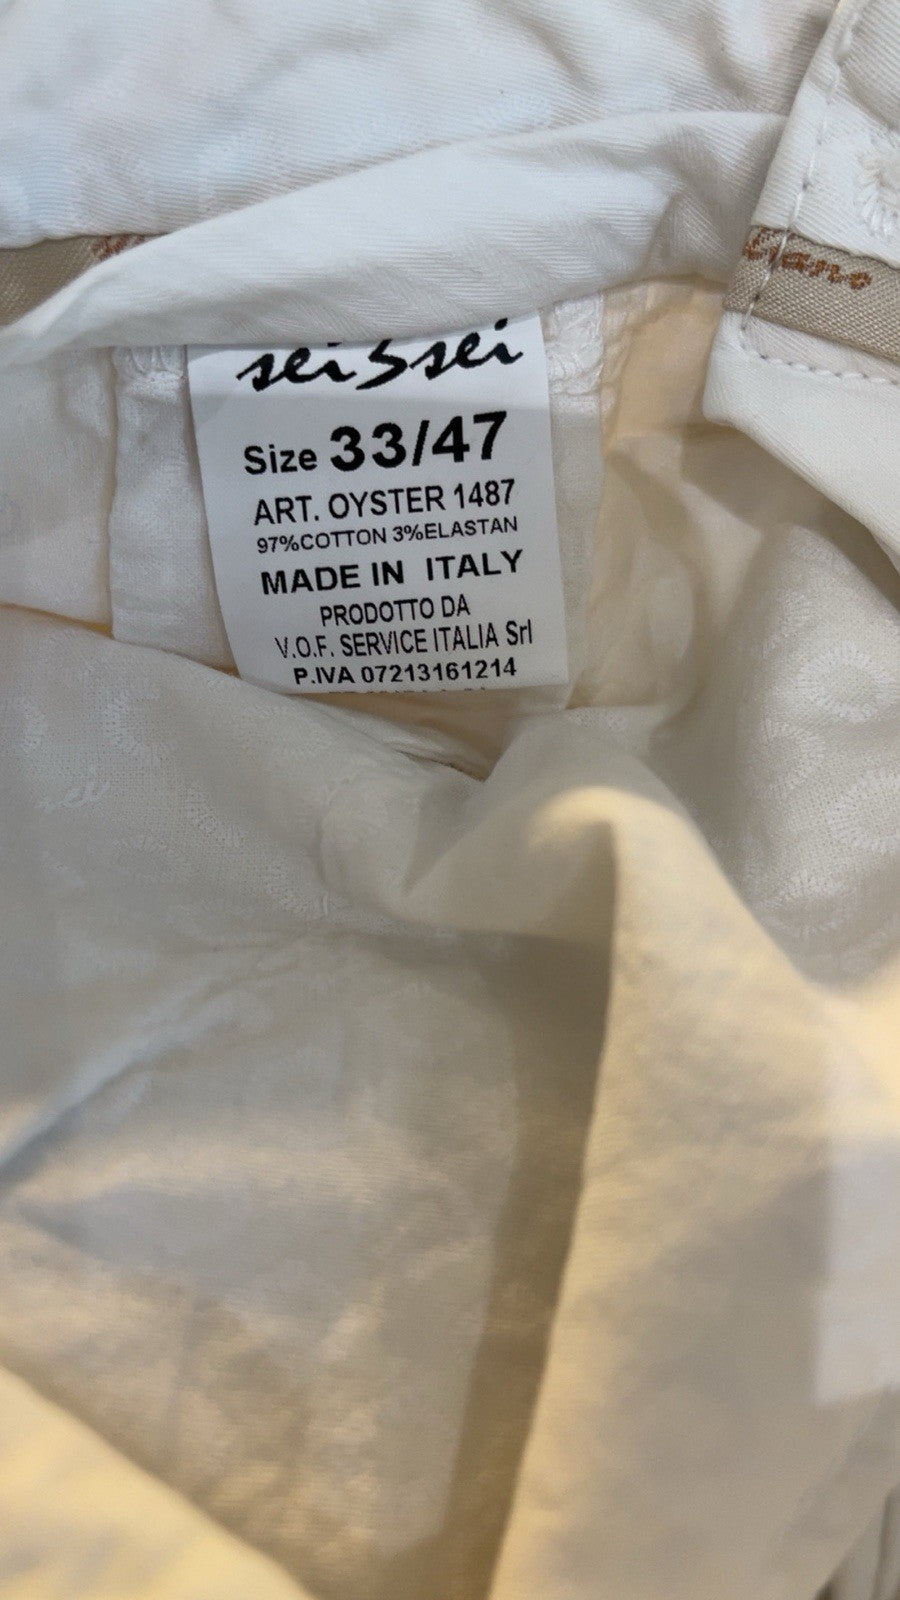 sei5sei
Size 33/47
ART. OYSTER 1487
97%COTTON 3%ELASTAN
MADE IN ITALY
PRODOTTO DA
V.O.F. SERVICE ITALIA Srl
P.IVA 07213161214